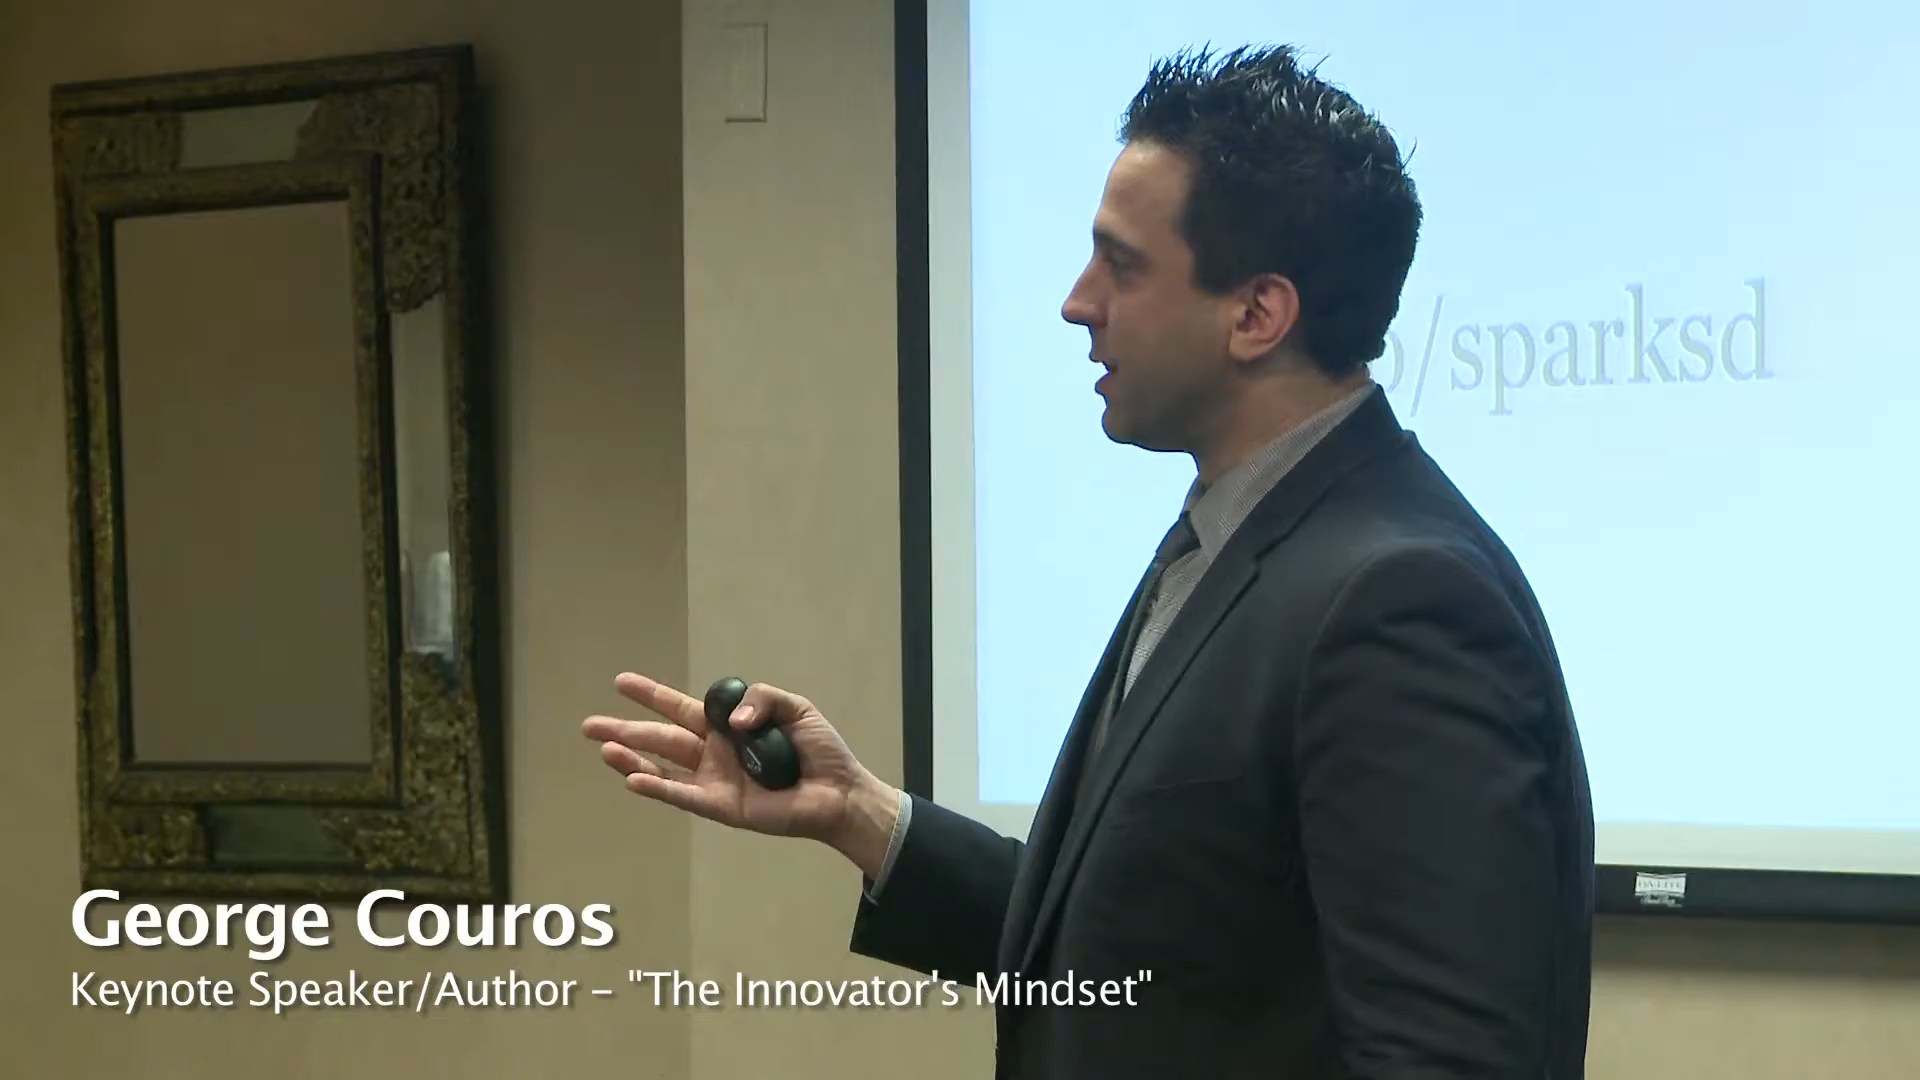 /sparksd
George Couros
Keynote Speaker/Author – "The Innovator's Mindset"